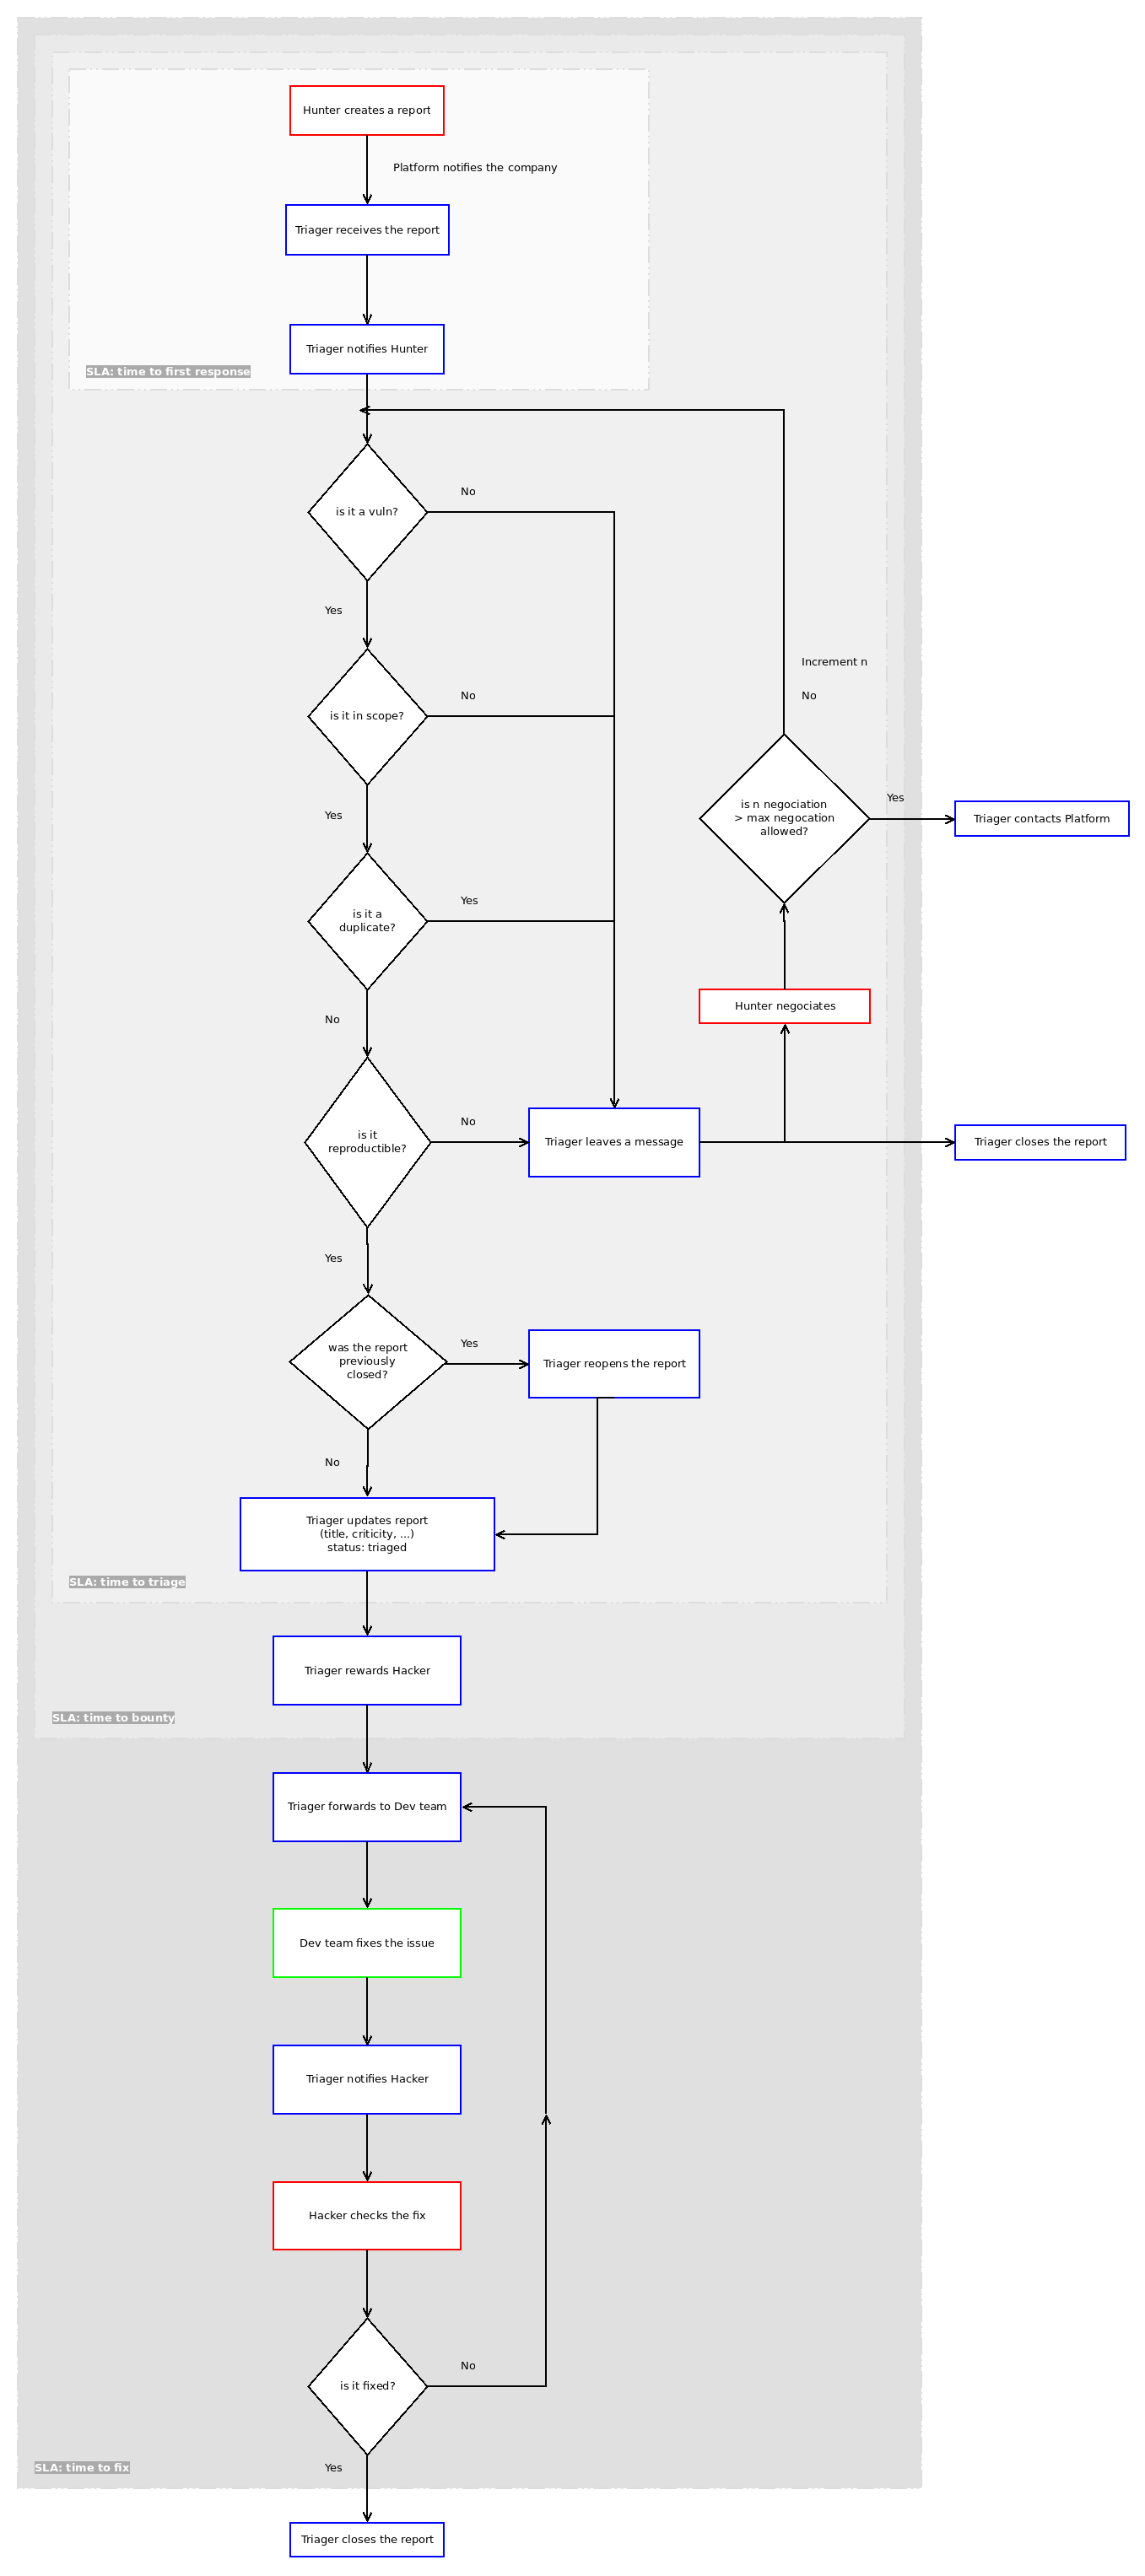 Hunter creates a report
Platform notifies the company
Triager receives the report
Triager notifies Hunter
SLA: time to first response
No
is it a vuln?
Yes
Increment n
No
No
is it in scope?
Yes
Yes
is n negociation
> max negocation
allowed?
Triager contacts Platform
Yes
is it a
duplicate?
Hunter negociates
No
No
is it
reproductible?
Triager leaves a message
Triager closes the report
Yes
Yes
was the report
previously
closed?
Triager reopens the report
No
Triager updates report
(title, criticity, ...)
status: triaged
SLA: time to triage
Triager rewards Hacker
SLA: time to bounty
Triager forwards to Dev team
Dev team fixes the issue
Triager notifies Hacker
Hacker checks the fix
No
is it fixed?
Yes
SLA: time to fix
Triager closes the report